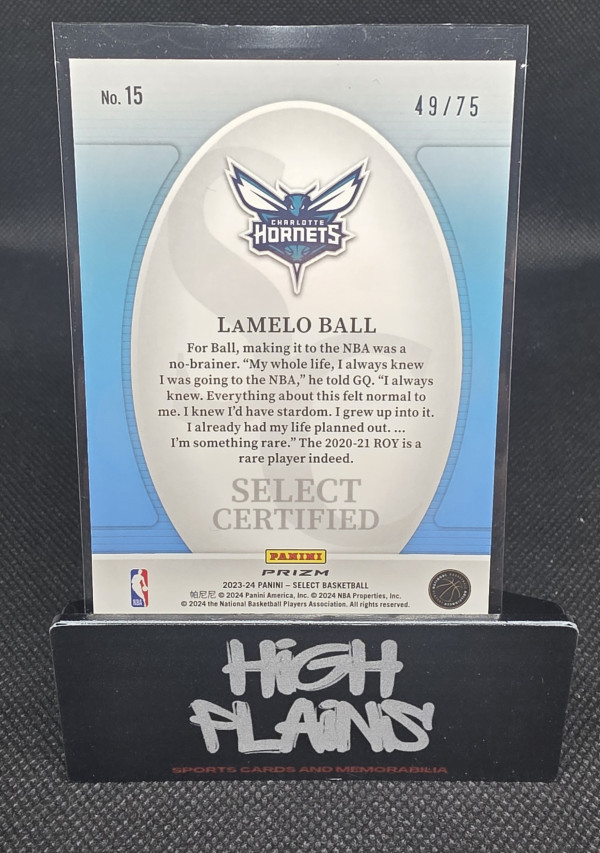 No. 15
49/75
CHARLOTTE
HORNETS
LAMELO BALL
For Ball, making it to the NBA was a
no-brainer. “My whole life, I always knew
I was going to the NBA,” he told GQ. “I always
knew. Everything about this felt normal to
me. I knew I’d have stardom. I grew up into it.
I already had my life planned out. ...
I’m something rare.” The 2020-21 ROY is a
rare player indeed.
SELECT
CERTIFIED
PANINI
PRIZM
2023-24 PANINI – SELECT BASKETBALL
帕尼尼 © 2024 Panini America, Inc. © 2024 NBA Properties, Inc.
© 2024 the National Basketball Players Association. All rights reserved.
NBA
HiGH
PLAiNS
SPORTS CARDS AND MEMORABILIA